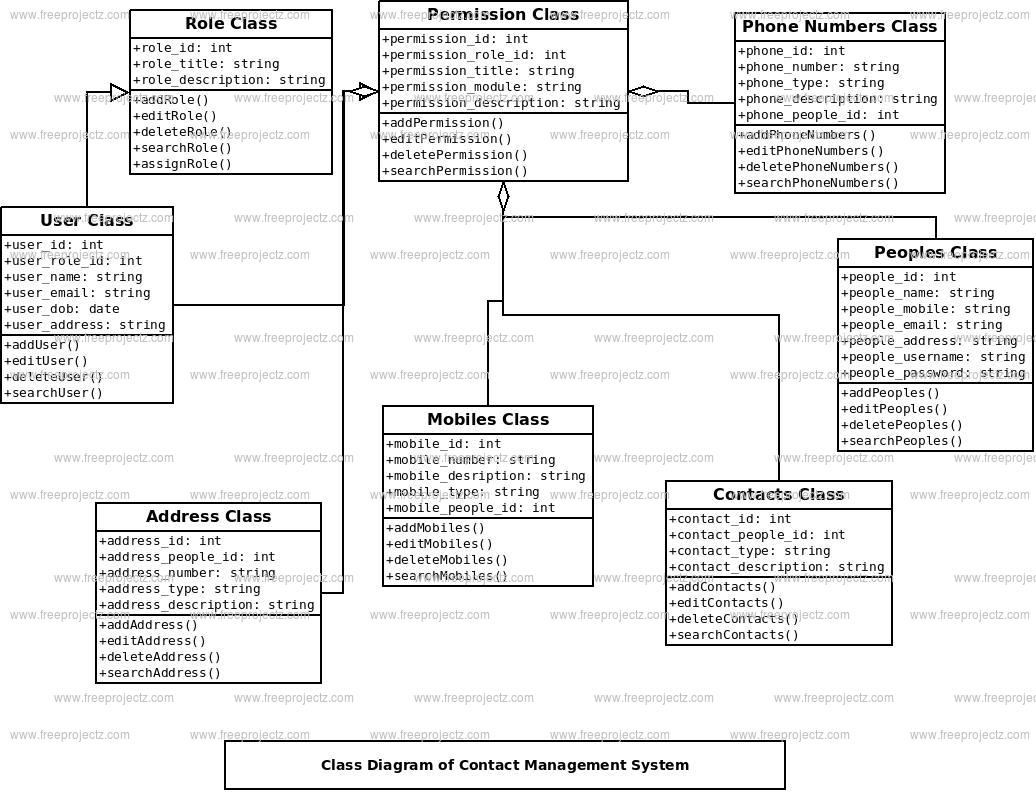 Role Class
+role_id: int
+role_title: string
+role_description: string
+addRole()
+editRole()
+deleteRole()
+searchRole()
+assignRole()
Permission Class
+permission_id: int
+permission_role_id: int
+permission_title: string
+permission_module: string
+permission_description: string
+addPermission()
+editPermission()
+deletePermission()
+searchPermission()
Phone Numbers Class
+phone_id: int
+phone_number: string
+phone_type: string
+phone_description: string
+phone_people_id: int
+addPhoneNumbers()
+editPhoneNumbers()
+deletePhoneNumbers()
+searchPhoneNumbers()
User Class
+user_id: int
+user_role_id: int
+user_name: string
+user_email: string
+user_dob: date
+user_address: string
+addUser()
+editUser()
+deleteUser()
+searchUser()
Peoples Class
+people_id: int
+people_name: string
+people_mobile: string
+people_email: string
+people_address: string
+people_username: string
+people_password: string
+addPeoples()
+editPeoples()
+deletePeoples()
+searchPeoples()
Mobiles Class
+mobile_id: int
+mobile_number: string
+mobile_desription: string
+mobile_type: string
+mobile_people_id: int
+addMobiles()
+editMobiles()
+deleteMobiles()
+searchMobiles()
Contacts Class
+contact_id: int
+contact_people_id: int
+contact_type: string
+contact_description: string
+addContacts()
+editContacts()
+deleteContacts()
+searchContacts()
Address Class
+address_id: int
+address_people_id: int
+address_number: string
+address_type: string
+address_description: string
+addAddress()
+editAddress()
+deleteAddress()
+searchAddress()
Class Diagram of Contact Management System
www.freeprojectz.com